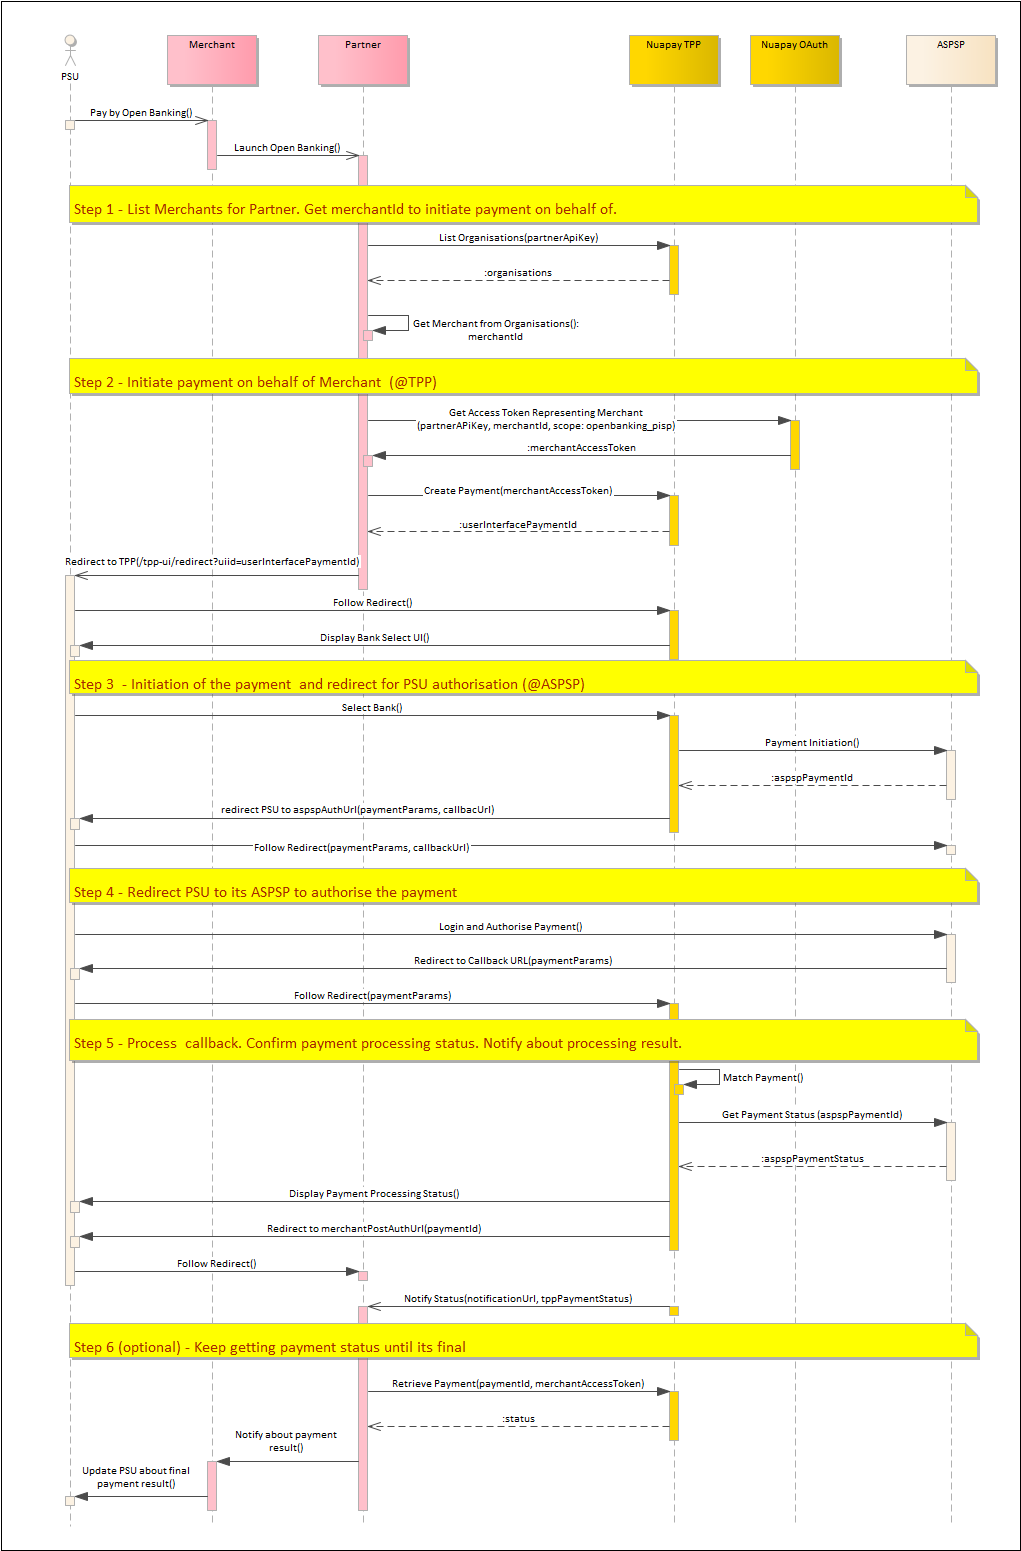 PSU
Merchant
Partner
Nuapay TPP
Nuapay OAuth
ASPSP
Pay by Open Banking()
Launch Open Banking()
Step 1 - List Merchants for Partner. Get merchantId to initiate payment on behalf of.
List Organisations(partnerApiKey)
:organisations
Get Merchant from Organisations():
merchantId
Step 2 - Initiate payment on behalf of Merchant (@TPP)
Get Access Token Representing Merchant
(partnerAPiKey, merchantId, scope: openbanking_pisp)
:merchantAccessToken
Create Payment(merchantAccessToken)
:userInterfacePaymentId
Redirect to TPP(/tpp-ui/redirect?uiid=userInterfacePaymentId)
Follow Redirect()
Display Bank Select UI()
Step 3 - Initiation of the payment and redirect for PSU authorisation (@ASPSP)
Select Bank()
Payment Initiation()
:aspspPaymentId
redirect PSU to aspspAuthUrl(paymentParams, callbacUrl)
Follow Redirect(paymentParams, callbackUrl)
Step 4 - Redirect PSU to its ASPSP to authorise the payment
Login and Authorise Payment()
Redirect to Callback URL(paymentParams)
Follow Redirect(paymentParams)
Step 5 - Process callback. Confirm payment processing status. Notify about processing result.
Match Payment()
Get Payment Status (aspspPaymentId)
:aspspPaymentStatus
Display Payment Processing Status()
Redirect to merchantPostAuthUrl(paymentId)
Follow Redirect()
Notify Status(notificationUrl, tppPaymentStatus)
Step 6 (optional) - Keep getting payment status until its final
Retrieve Payment(paymentId, merchantAccessToken)
:status
Notify about payment
result()
Update PSU about final
payment result()